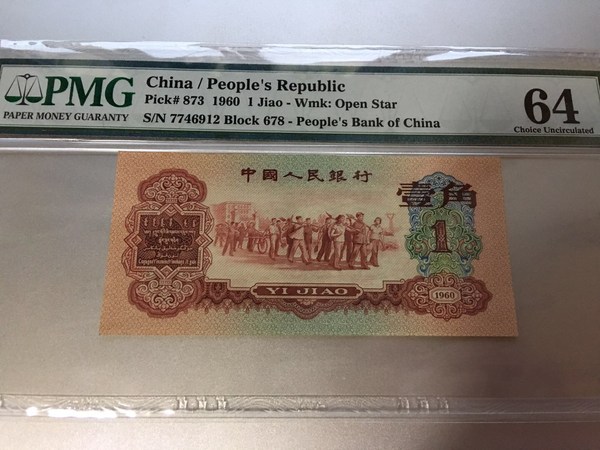 PMG
PAPER MONEY GUARANTY
China / People's Republic
Pick# 873 1960 1 Jiao - Wmk: Open Star
S/N 7746912 Block 678 - People's Bank of China
64
Choice Uncirculated
中國人民銀行
壹角
1
YI JIAO
1960